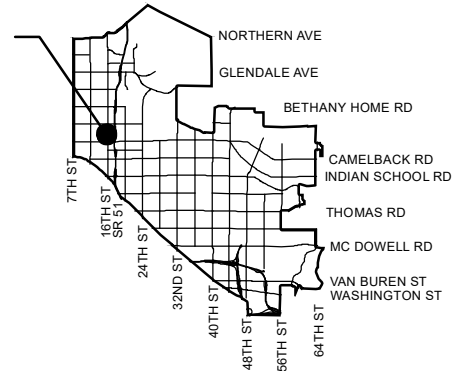 NORTHERN AVE
GLENDALE AVE
BETHANY HOME RD
CAMELBACK RD
INDIAN SCHOOL RD
THOMAS RD
MC DOWELL RD
VAN BUREN ST
WASHINGTON ST
7TH ST
16TH ST
SR 51
24TH ST
32ND ST
40TH ST
48TH ST
56TH ST
64TH ST